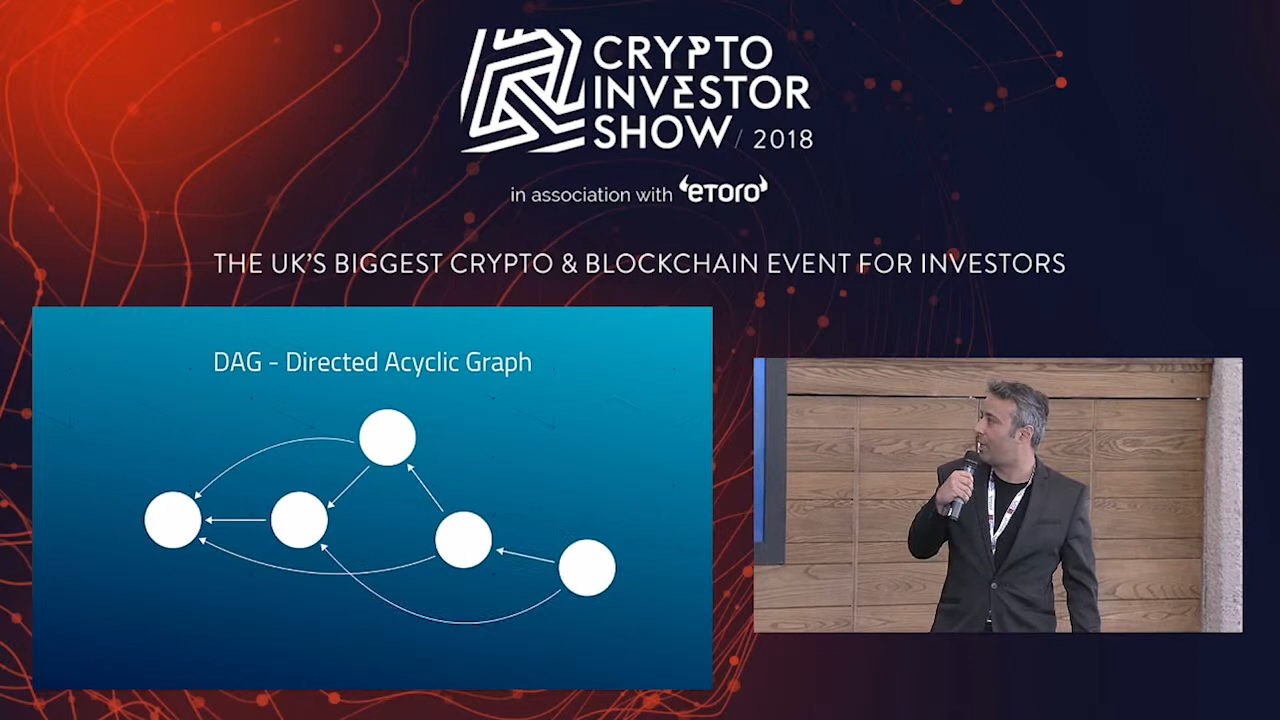 CRYPTO
INVESTOR
SHOW / 2018
in association with eToro
THE UK'S BIGGEST CRYPTO & BLOCKCHAIN EVENT FOR INVESTORS
DAG - Directed Acyclic Graph